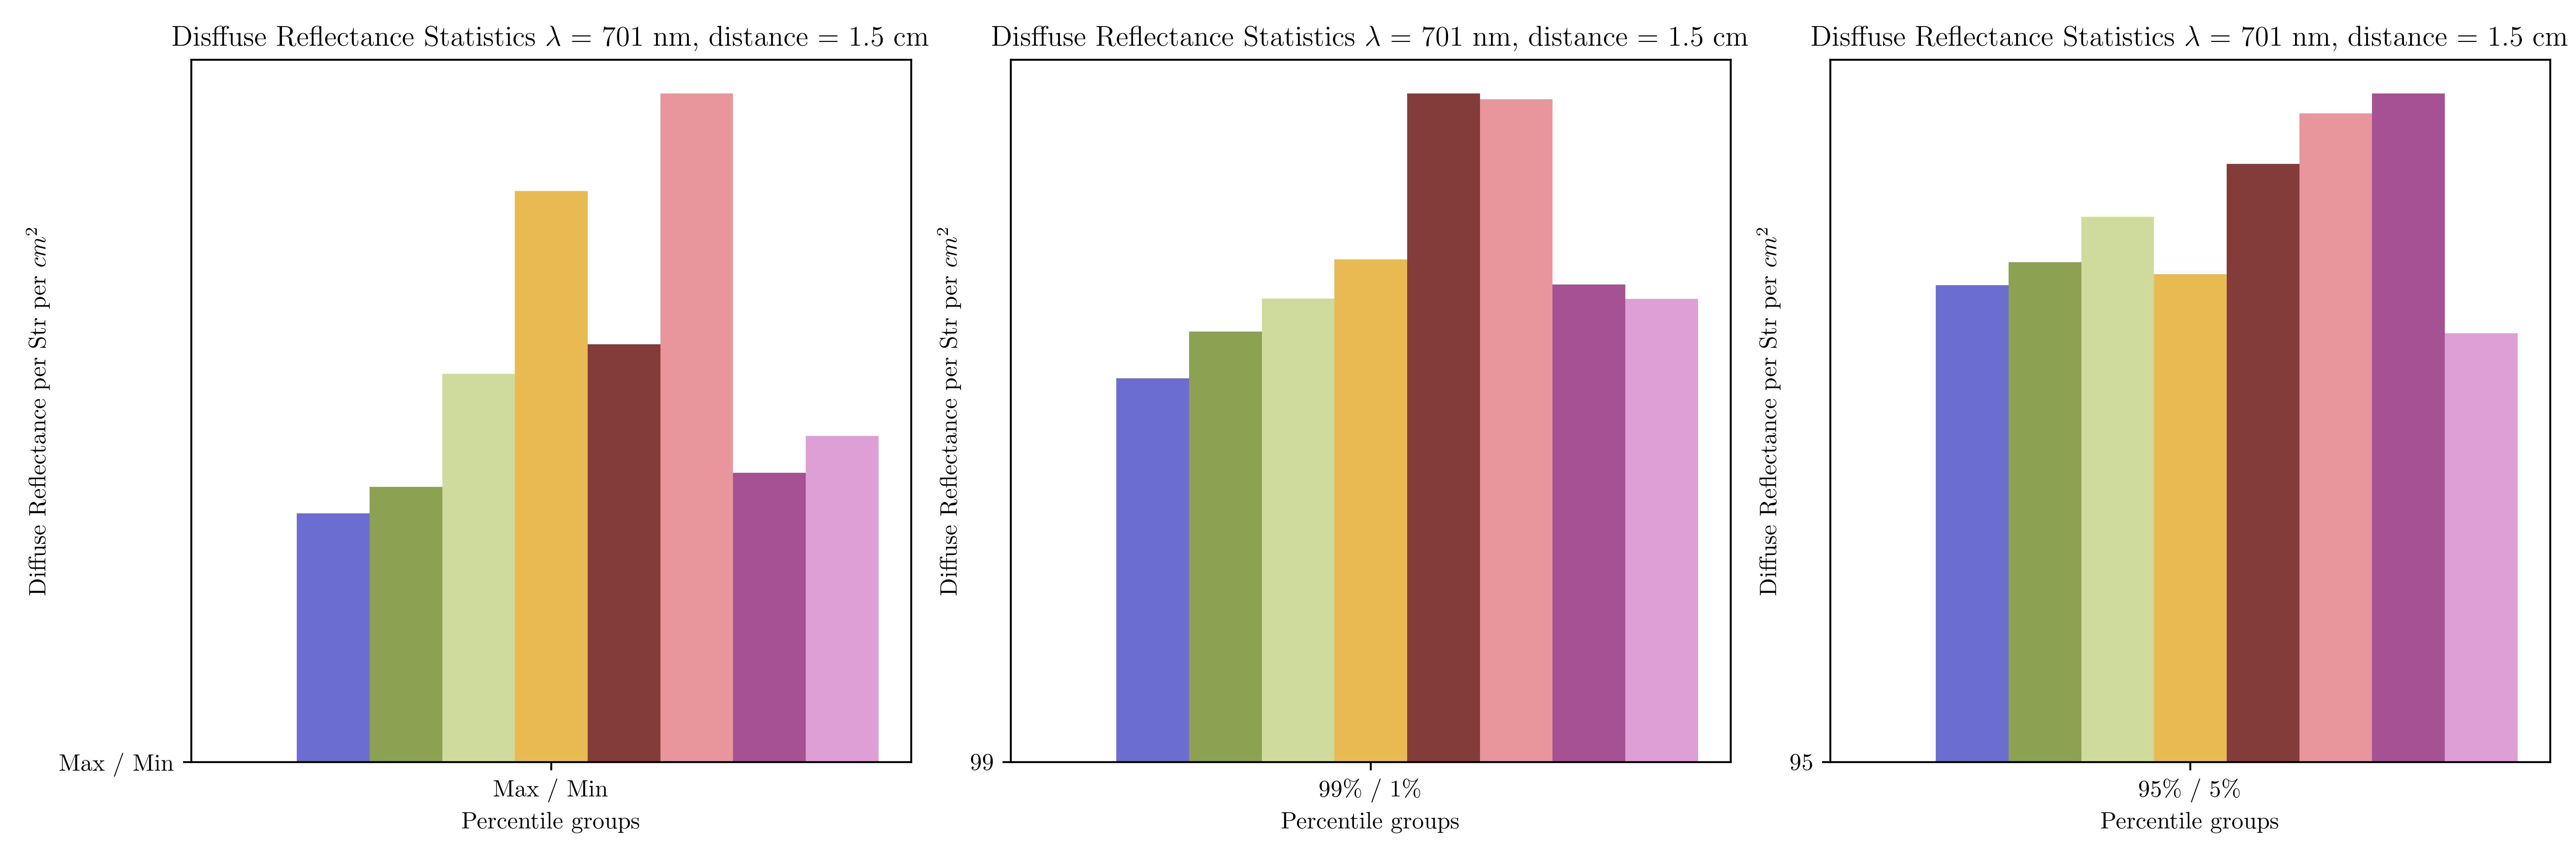 Disffuse Reflectance Statistics λ = 701 nm, distance = 1.5 cm
Diffuse Reflectance per Str per cm²
Max / Min
Max / Min
Percentile groups
Disffuse Reflectance Statistics λ = 701 nm, distance = 1.5 cm
Diffuse Reflectance per Str per cm²
99
99% / 1%
Percentile groups
Disffuse Reflectance Statistics λ = 701 nm, distance = 1.5 cm
Diffuse Reflectance per Str per cm²
95
95% / 5%
Percentile groups